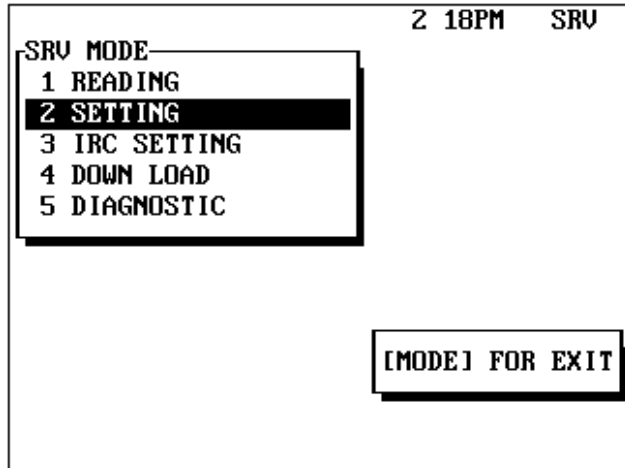 2 18PM SRV
SRV MODE
1 READING
2 SETTING
3 IRC SETTING
4 DOWN LOAD
5 DIAGNOSTIC
[MODE] FOR EXIT